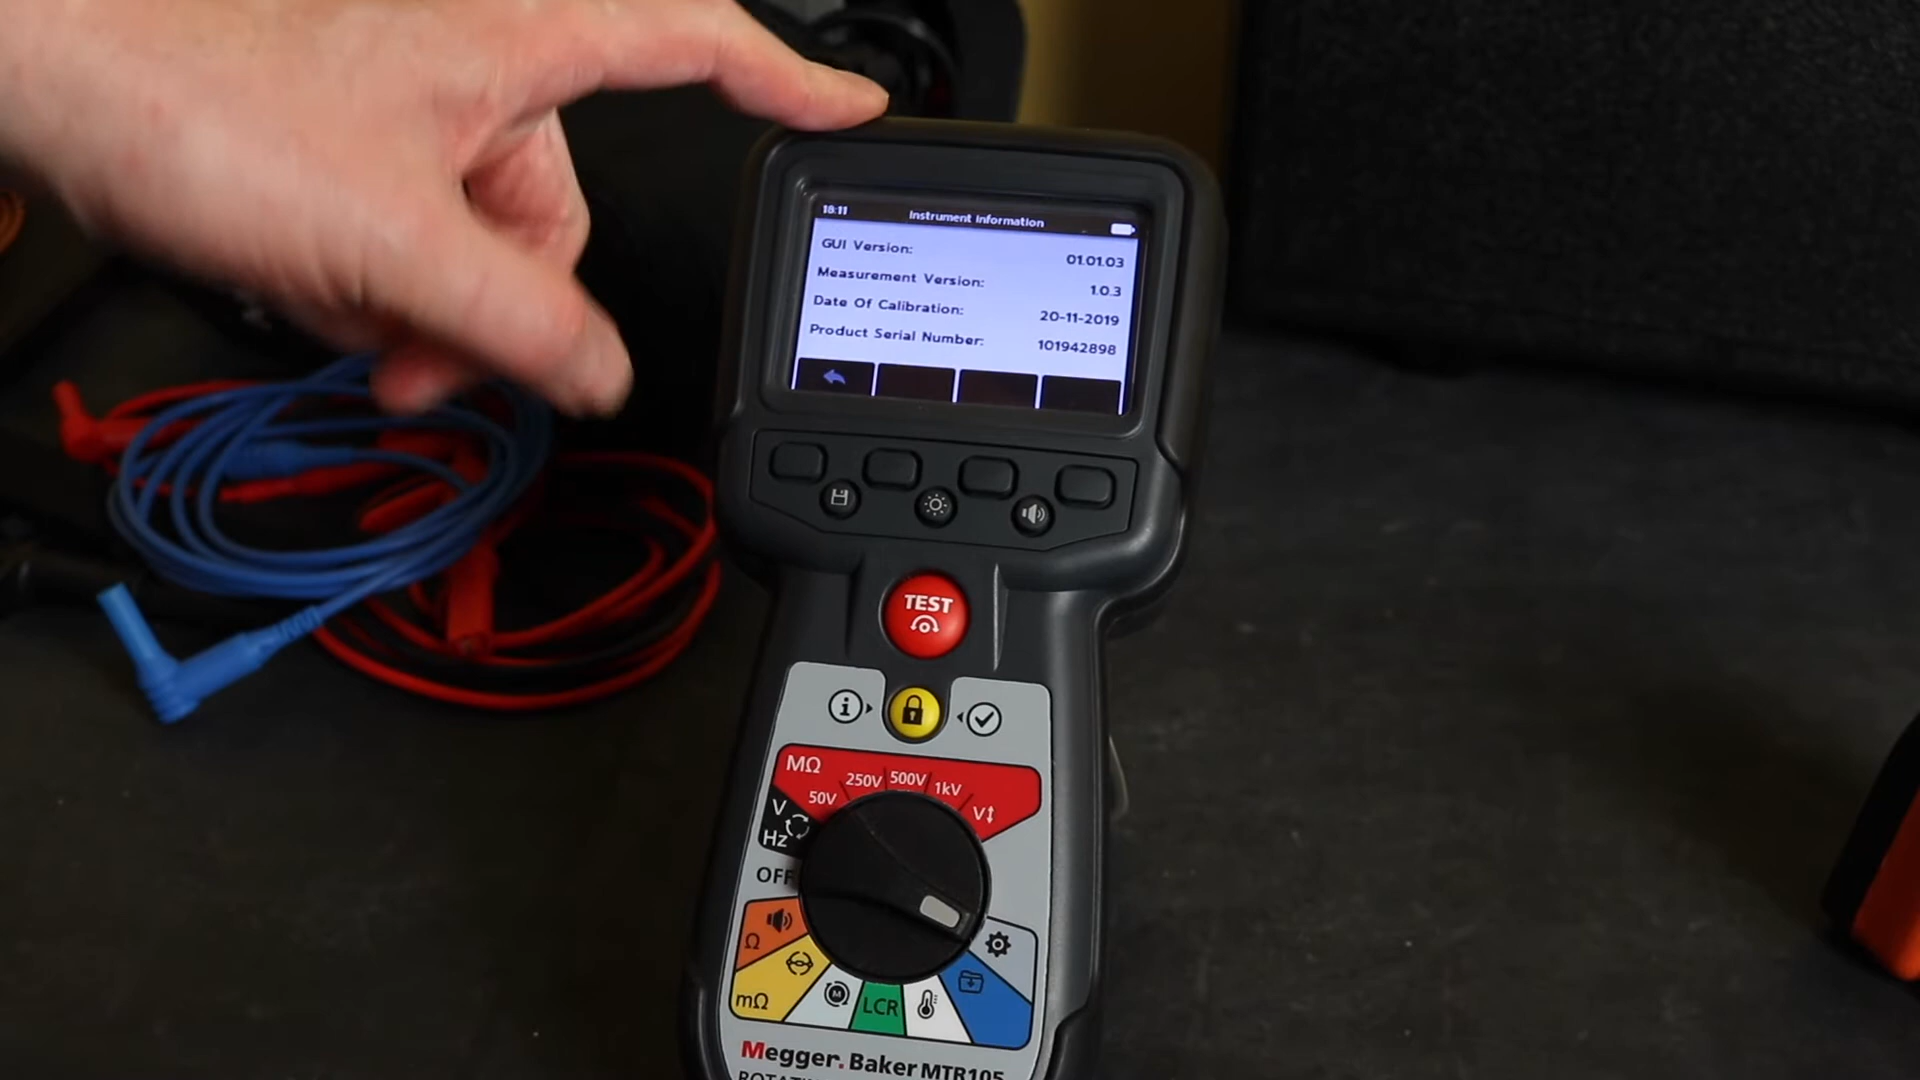 18:11 Instrument Information
GUI Version: 01.01.03
Measurement Version: 1.0.3
Date Of Calibration: 20-11-2019
Product Serial Number: 101942898
TEST
MΩ
50V 250V 500V 1kV V
V
Hz
OFF
Ω
mΩ
M
LCR
Megger. Baker MTR105